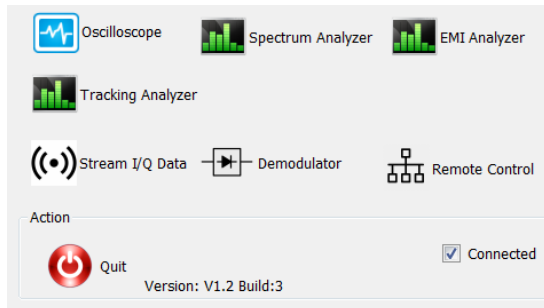 Oscilloscope
Spectrum Analyzer
EMI Analyzer
Tracking Analyzer
Stream I/Q Data
Demodulator
Remote Control
Action
Quit
Connected
Version: V1.2 Build:3